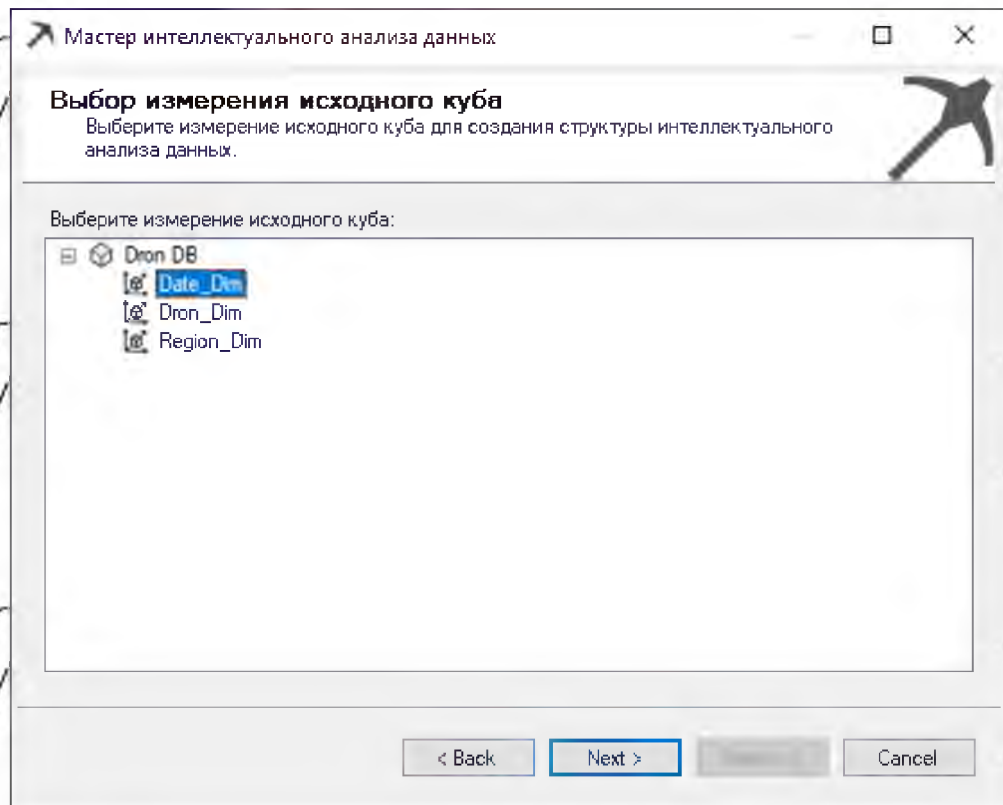 Мастер интеллектуального анализа данных
Выбор измерения исходного куба
Выберите измерение исходного куба для создания структуры интеллектуального
анализа данных.
Выберите измерение исходного куба:
Dron DB
Date_Dim
Dron_Dim
Region_Dim
< Back Next > Cancel